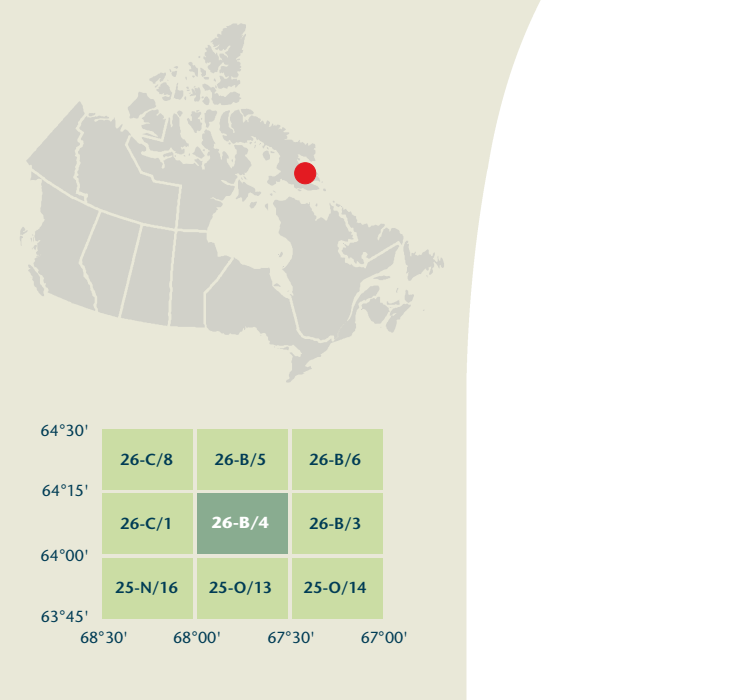 64°30'
26-C/8 26-B/5 26-B/6
64°15'
26-C/1 26-B/4 26-B/3
64°00'
25-N/16 25-O/13 25-O/14
63°45'
68°30' 68°00' 67°30' 67°00'